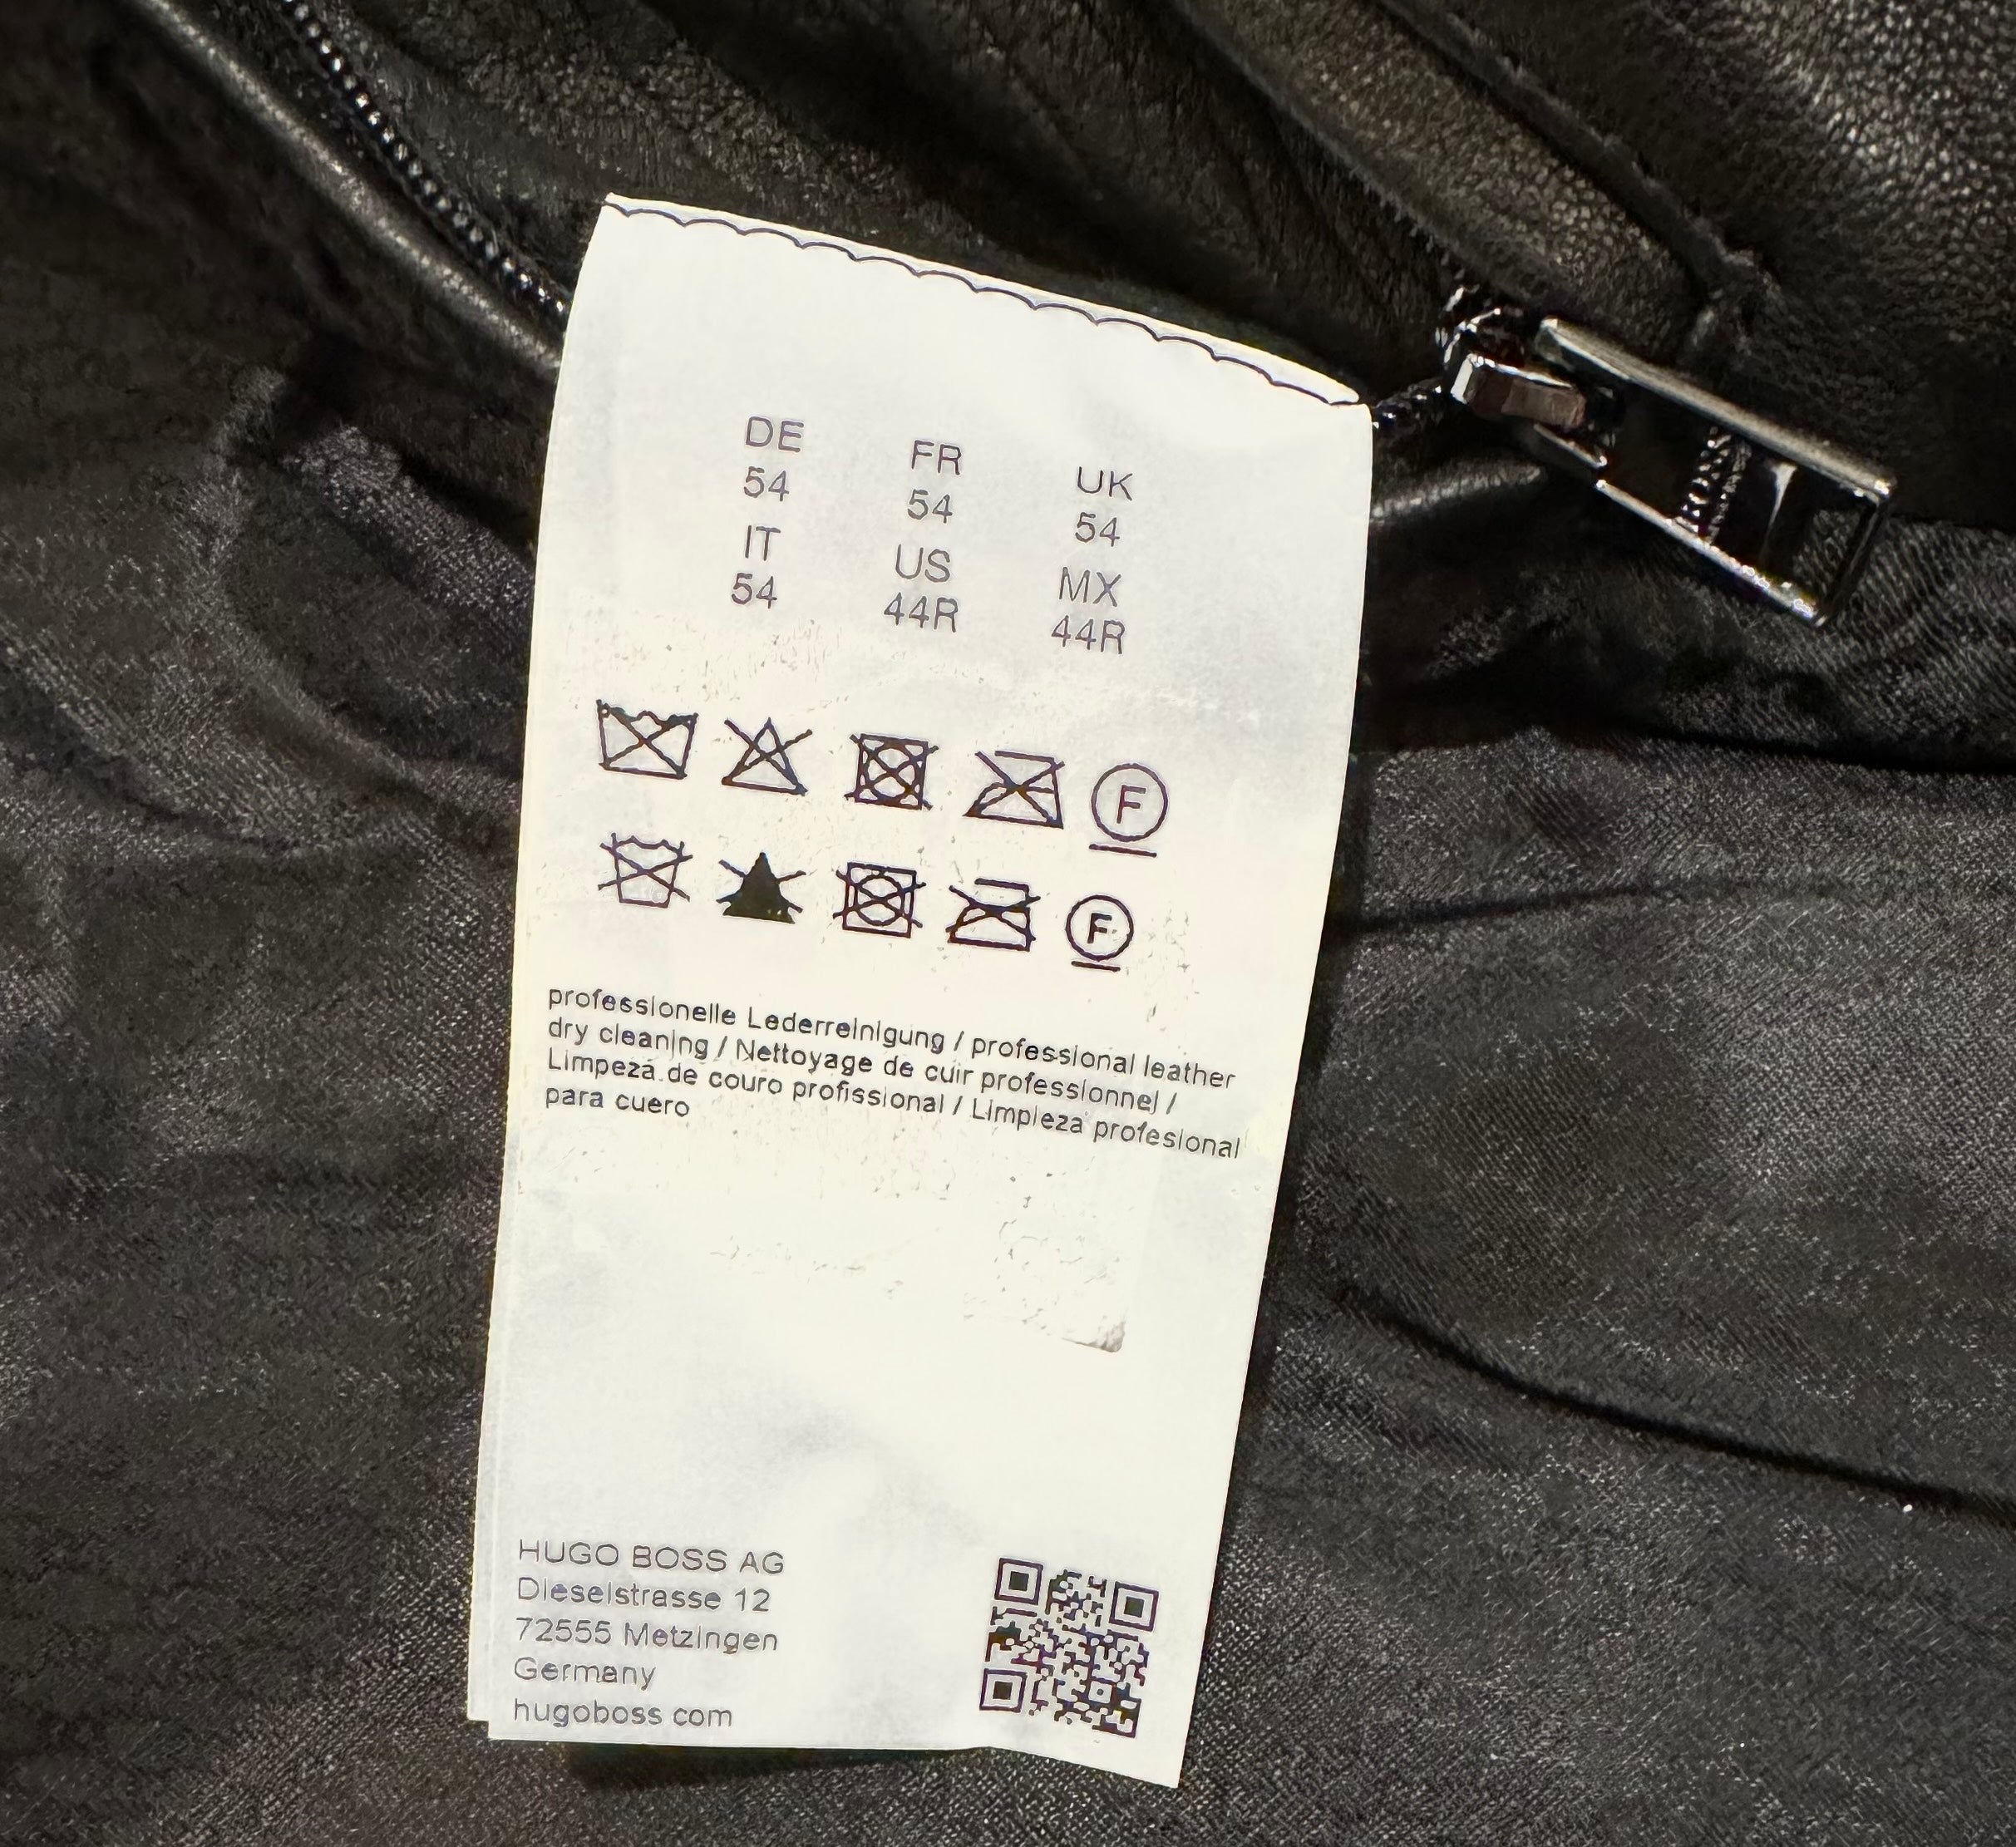 DE FR UK
54 54 54
IT US MX
54 44R 44R
F
F
professionelle Lederreinigung / professional leather
dry cleaning / Nettoyage de cuir professionnel /
Limpeza de couro profissional / Limpieza profesional
para cuero
HUGO BOSS AG
Dieselstrasse 12
72555 Metzingen
Germany
hugoboss com
BOSS